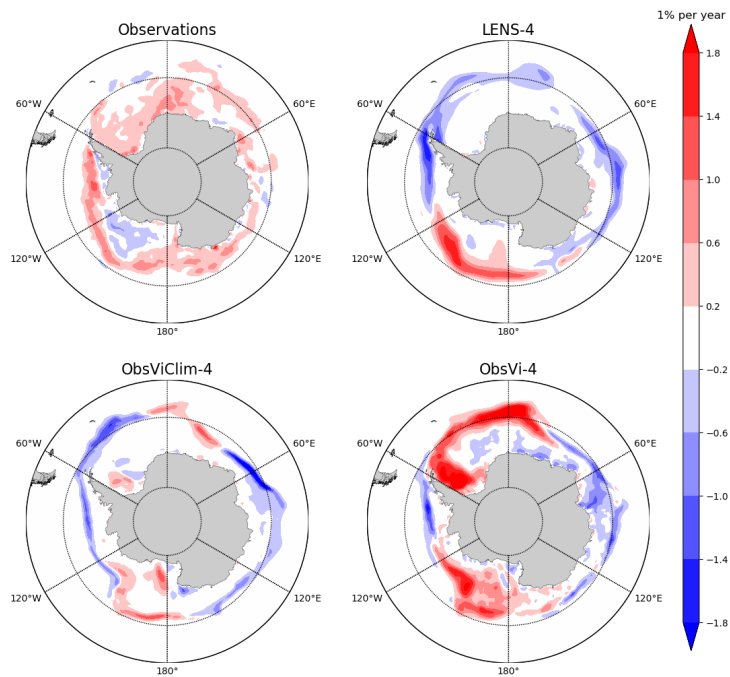 1% per year
Observations
LENS-4
60°W
60°E
60°W
60°E
120°W
120°E
120°W
120°E
180°
180°
ObsViClim-4
ObsVi-4
60°W
60°E
60°W
60°E
120°W
120°E
120°W
120°E
180°
180°
1.8
1.4
1.0
0.6
0.2
−0.2
−0.6
−1.0
−1.4
−1.8